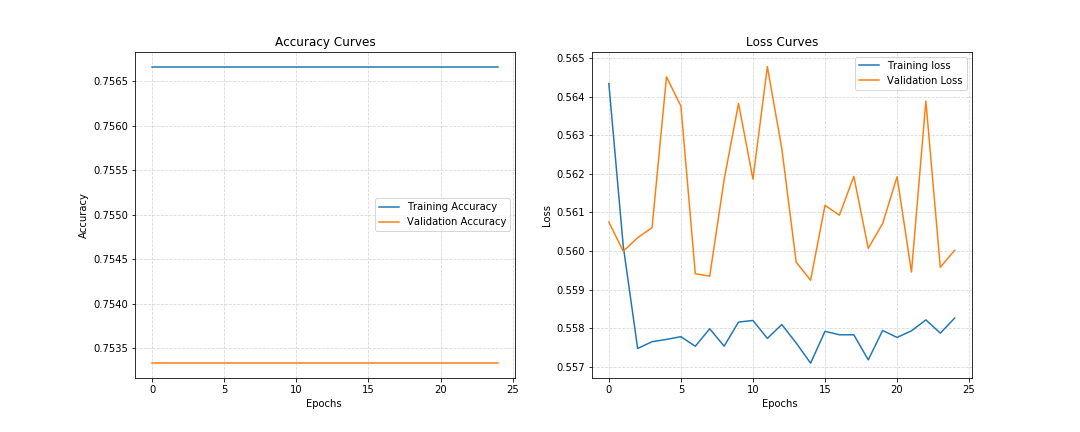 Accuracy Curves
0.7565
0.7560
0.7555
0.7550
0.7545
0.7540
0.7535
Accuracy
0 5 10 15 20 25
Epochs
Training Accuracy
Validation Accuracy
Loss Curves
0.565
0.564
0.563
0.562
0.561
0.560
0.559
0.558
0.557
Loss
0 5 10 15 20 25
Epochs
Training loss
Validation Loss